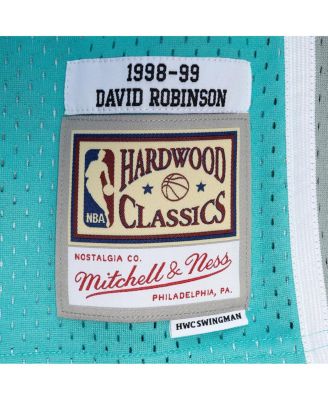 1998-99
DAVID ROBINSON
HARDWOOD
CLASSICS
NBA
NOSTALGIA CO.
Mitchell & Ness
PHILADELPHIA, PA.
HWC SWINGMAN